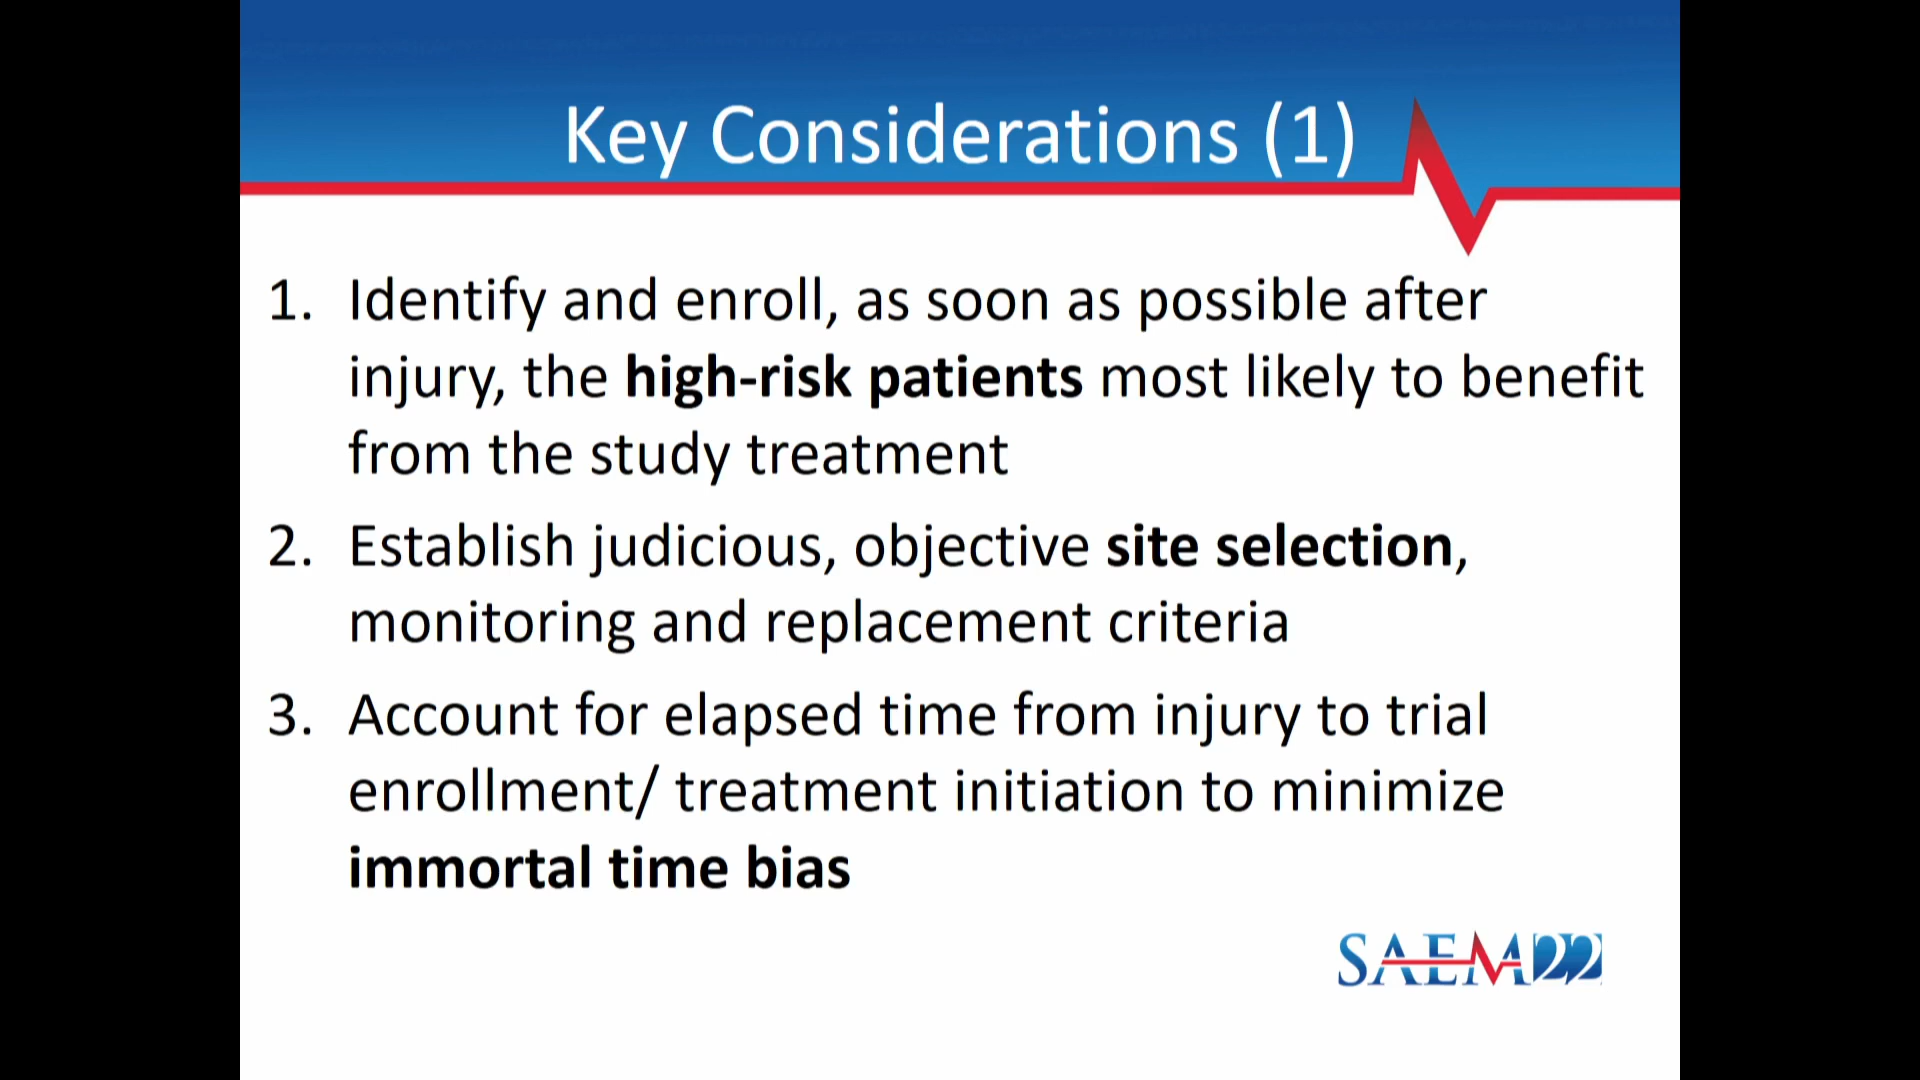 Key Considerations (1)
1. Identify and enroll, as soon as possible after
injury, the high-risk patients most likely to benefit
from the study treatment
2. Establish judicious, objective site selection,
monitoring and replacement criteria
3. Account for elapsed time from injury to trial
enrollment/ treatment initiation to minimize
immortal time bias
SAEM22